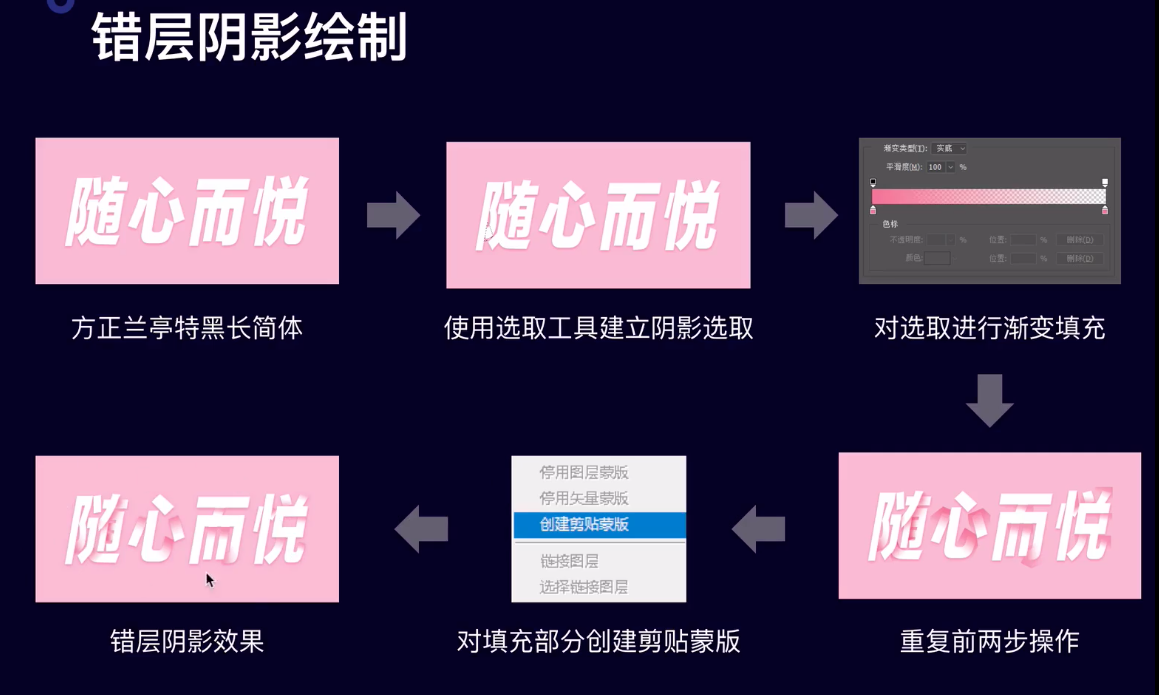 错层阴影绘制
随心而悦
随心而悦
渐变类型(T): 实底
平滑度(M): 100 %
色标
不透明度: % 位置: % 删除(D)
颜色: 位置: % 删除(D)
方正兰亭特黑长简体
使用选取工具建立阴影选取
对选取进行渐变填充
随心而悦
停用图层蒙版
停用矢量蒙版
创建剪贴蒙版
链接图层
选择链接图层
随心而悦
错层阴影效果
对填充部分创建剪贴蒙版
重复前两步操作